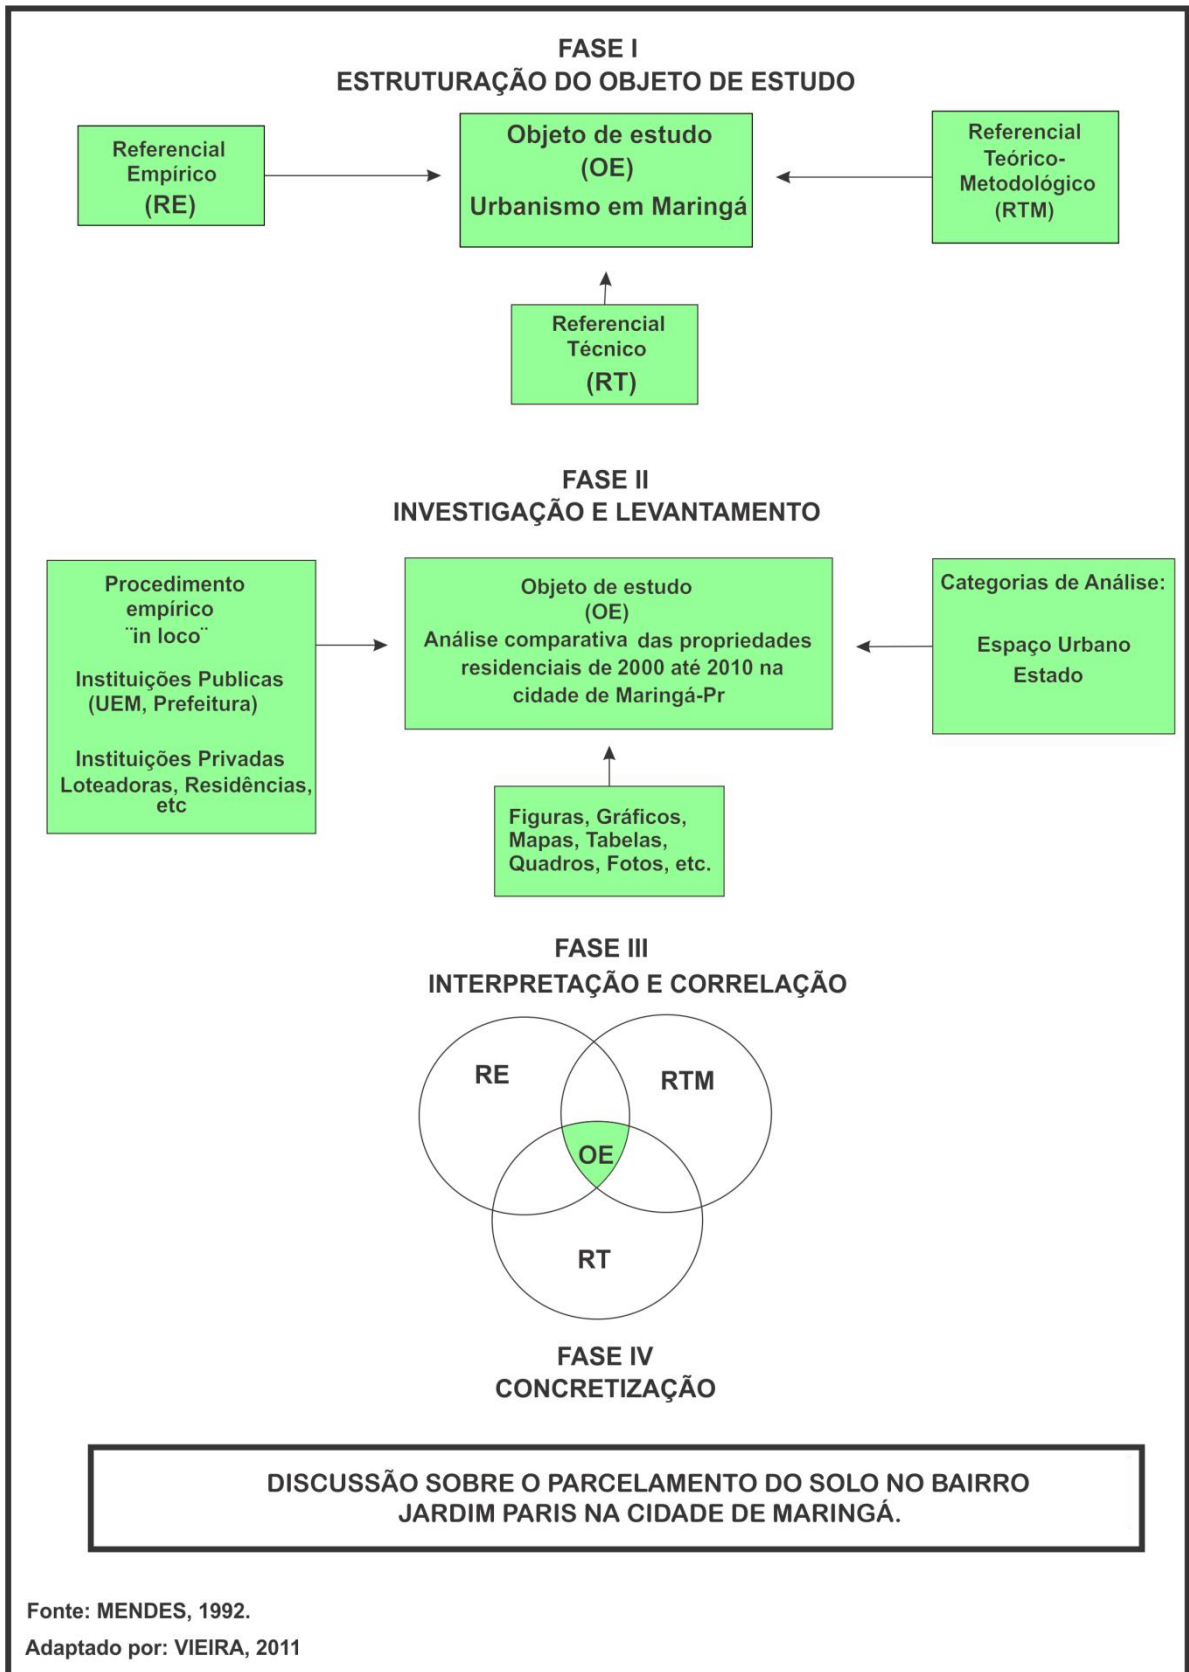 FASE I
ESTRUTURAÇÃO DO OBJETO DE ESTUDO
Referencial
Empírico
(RE)
Objeto de estudo
(OE)
Urbanismo em Maringá
Referencial
Teórico-
Metodológico
(RTM)
Referencial
Técnico
(RT)
FASE II
INVESTIGAÇÃO E LEVANTAMENTO
Procedimento
empírico
¨in loco¨
Instituições Publicas
(UEM, Prefeitura)
Instituições Privadas
Loteadoras, Residências,
etc
Objeto de estudo
(OE)
Análise comparativa das propriedades
residenciais de 2000 até 2010 na
cidade de Maringá-Pr
Categorias de Análise:
Espaço Urbano
Estado
Figuras, Gráficos,
Mapas, Tabelas,
Quadros, Fotos, etc.
FASE III
INTERPRETAÇÃO E CORRELAÇÃO
RE
RTM
OE
RT
FASE IV
CONCRETIZAÇÃO
DISCUSSÃO SOBRE O PARCELAMENTO DO SOLO NO BAIRRO
JARDIM PARIS NA CIDADE DE MARINGÁ.
Fonte: MENDES, 1992.
Adaptado por: VIEIRA, 2011